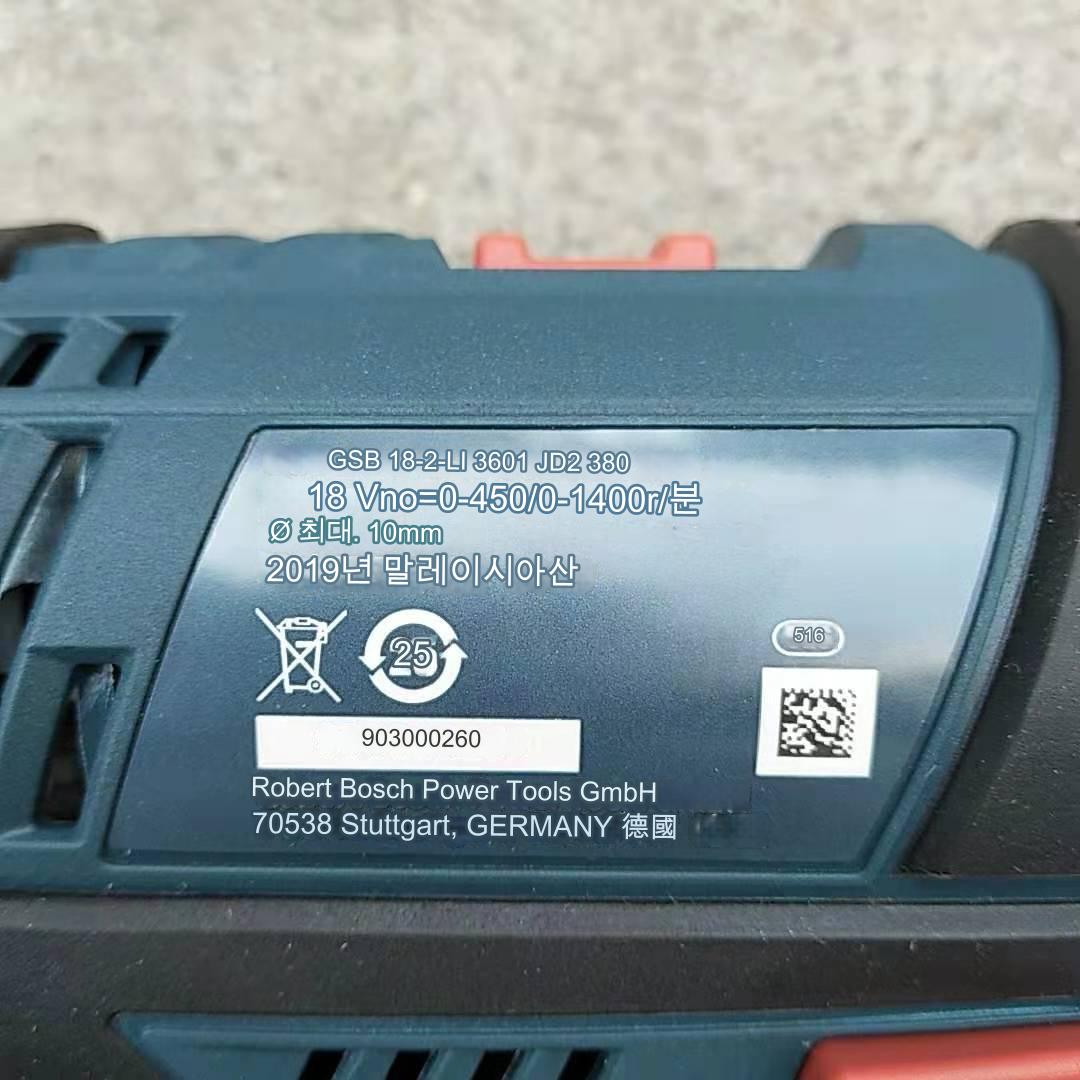 GSB 18-2-LI 3601 JD2 380
18 Vno=0-450/0-1400r/분
Ø 최대. 10mm
2019년 말레이시아산
25
516
903000260
Robert Bosch Power Tools GmbH
70538 Stuttgart, GERMANY 德國